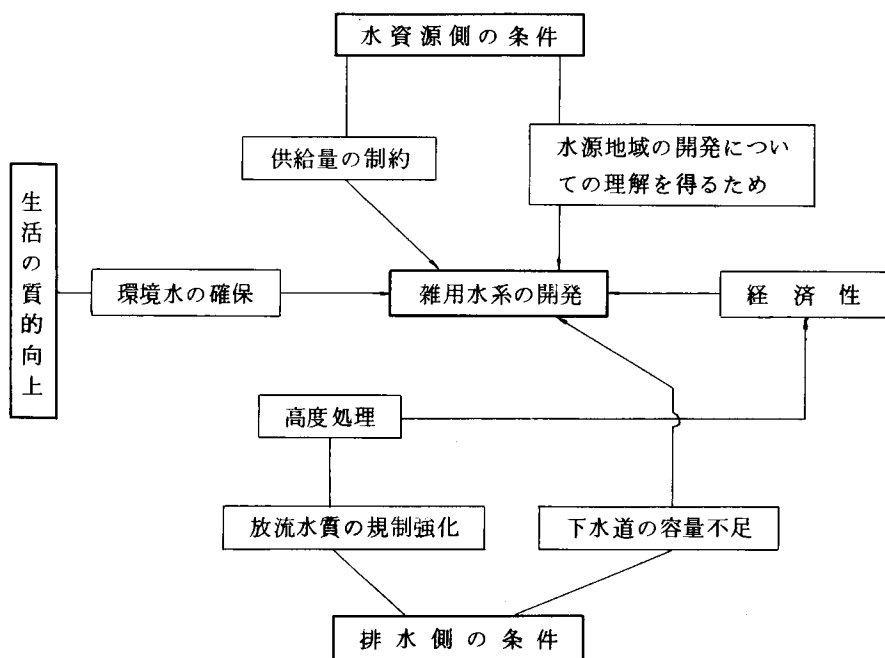 水資源側の条件
供給量の制約
水源地域の開発につい
ての理解を得るため
生活の質的向上
環境水の確保
雑用水系の開発
経済性
高度処理
放流水質の規制強化
下水道の容量不足
排水側の条件